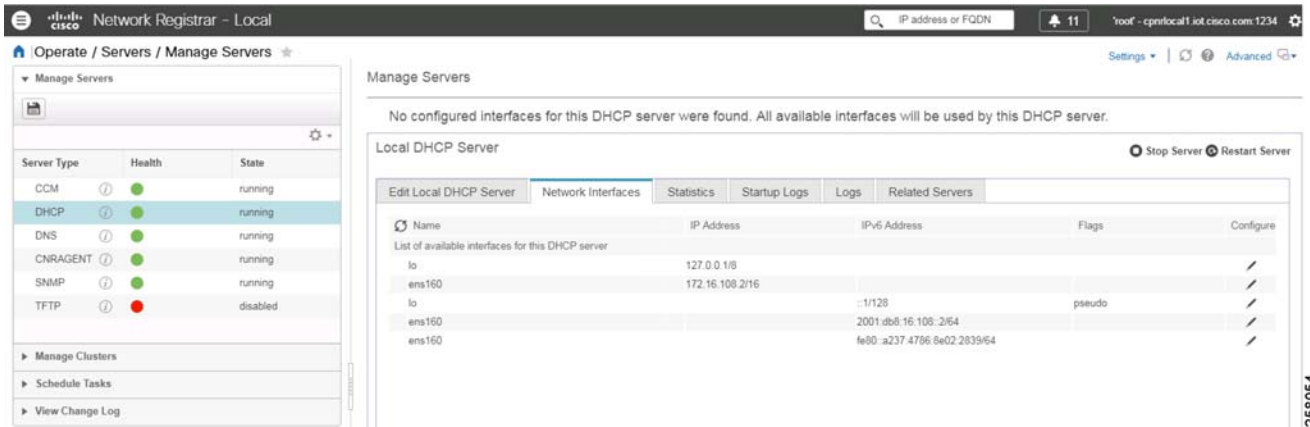 cisco Network Registrar - Local IP address or FQDN 11 'root' - cpnrlocal1.iot.cisco.com:1234
Operate / Servers / Manage Servers Settings Advanced
Manage Servers
Server Type Health State
CCM running
DHCP running
DNS running
CNRAGENT running
SNMP running
TFTP disabled
Manage Clusters
Schedule Tasks
View Change Log
Manage Servers
No configured interfaces for this DHCP server were found. All available interfaces will be used by this DHCP server.
Local DHCP Server Stop Server Restart Server
Edit Local DHCP Server Network Interfaces Statistics Startup Logs Logs Related Servers
Name IP Address IPv6 Address Flags Configure
List of available interfaces for this DHCP server
lo 127.0.0.1/8
ens160 172.16.108.2/16
lo ::1/128 pseudo
ens160 2001:db8:16:108::2/64
ens160 fe80::a237:4786:8e02:2839/64